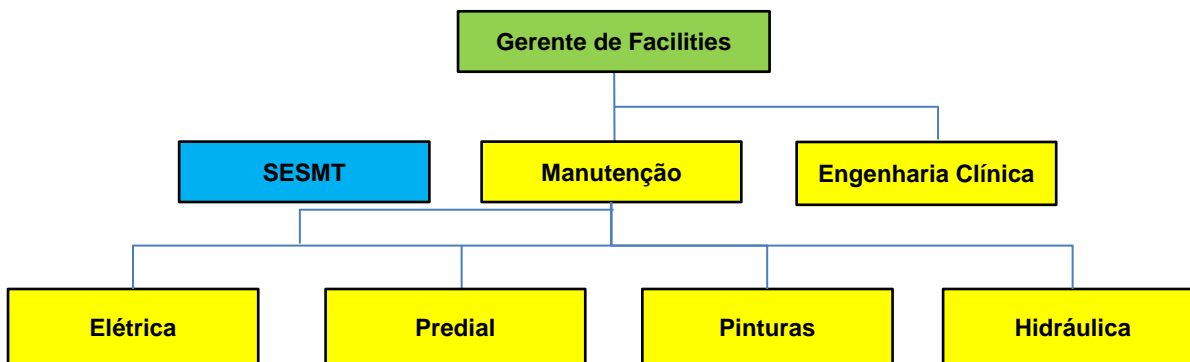 Gerente de Facilities
SESMT
Manutenção
Engenharia Clínica
Elétrica
Predial
Pinturas
Hidráulica